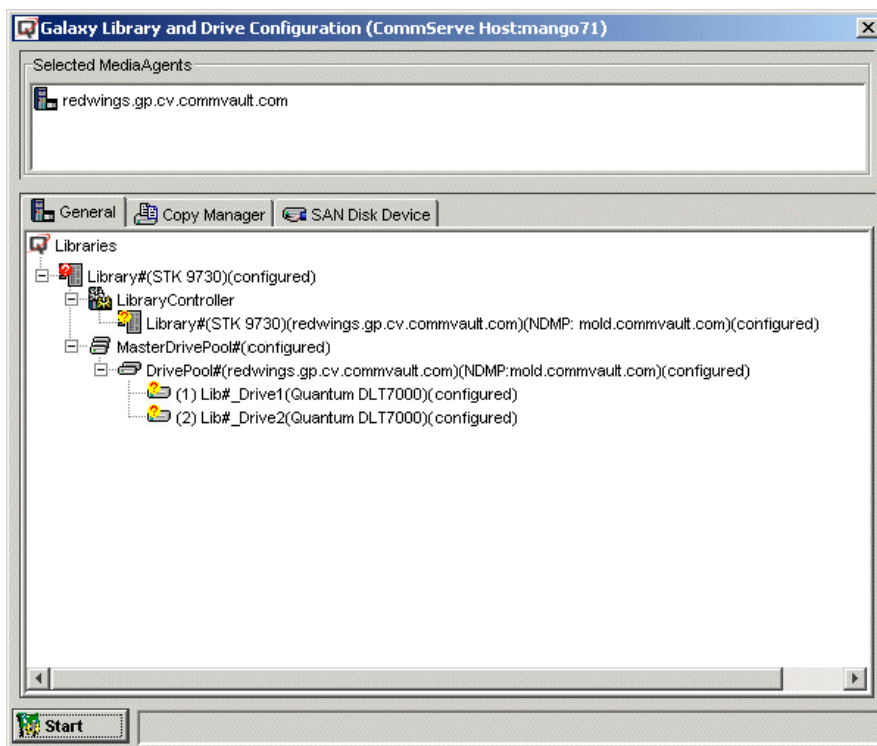 Galaxy Library and Drive Configuration (CommServe Host:mango71)
Selected MediaAgents
redwings.gp.cv.commvault.com
General
Copy Manager
SAN Disk Device
Libraries
Library#(STK 9730)(configured)
LibraryController
Library#(STK 9730)(redwings.gp.cv.commvault.com)(NDMP: mold.commvault.com)(configured)
MasterDrivePool#(configured)
DrivePool#(redwings.gp.cv.commvault.com)(NDMP:mold.commvault.com)(configured)
(1) Lib#_Drive1(Quantum DLT7000)(configured)
(2) Lib#_Drive2(Quantum DLT7000)(configured)
Start